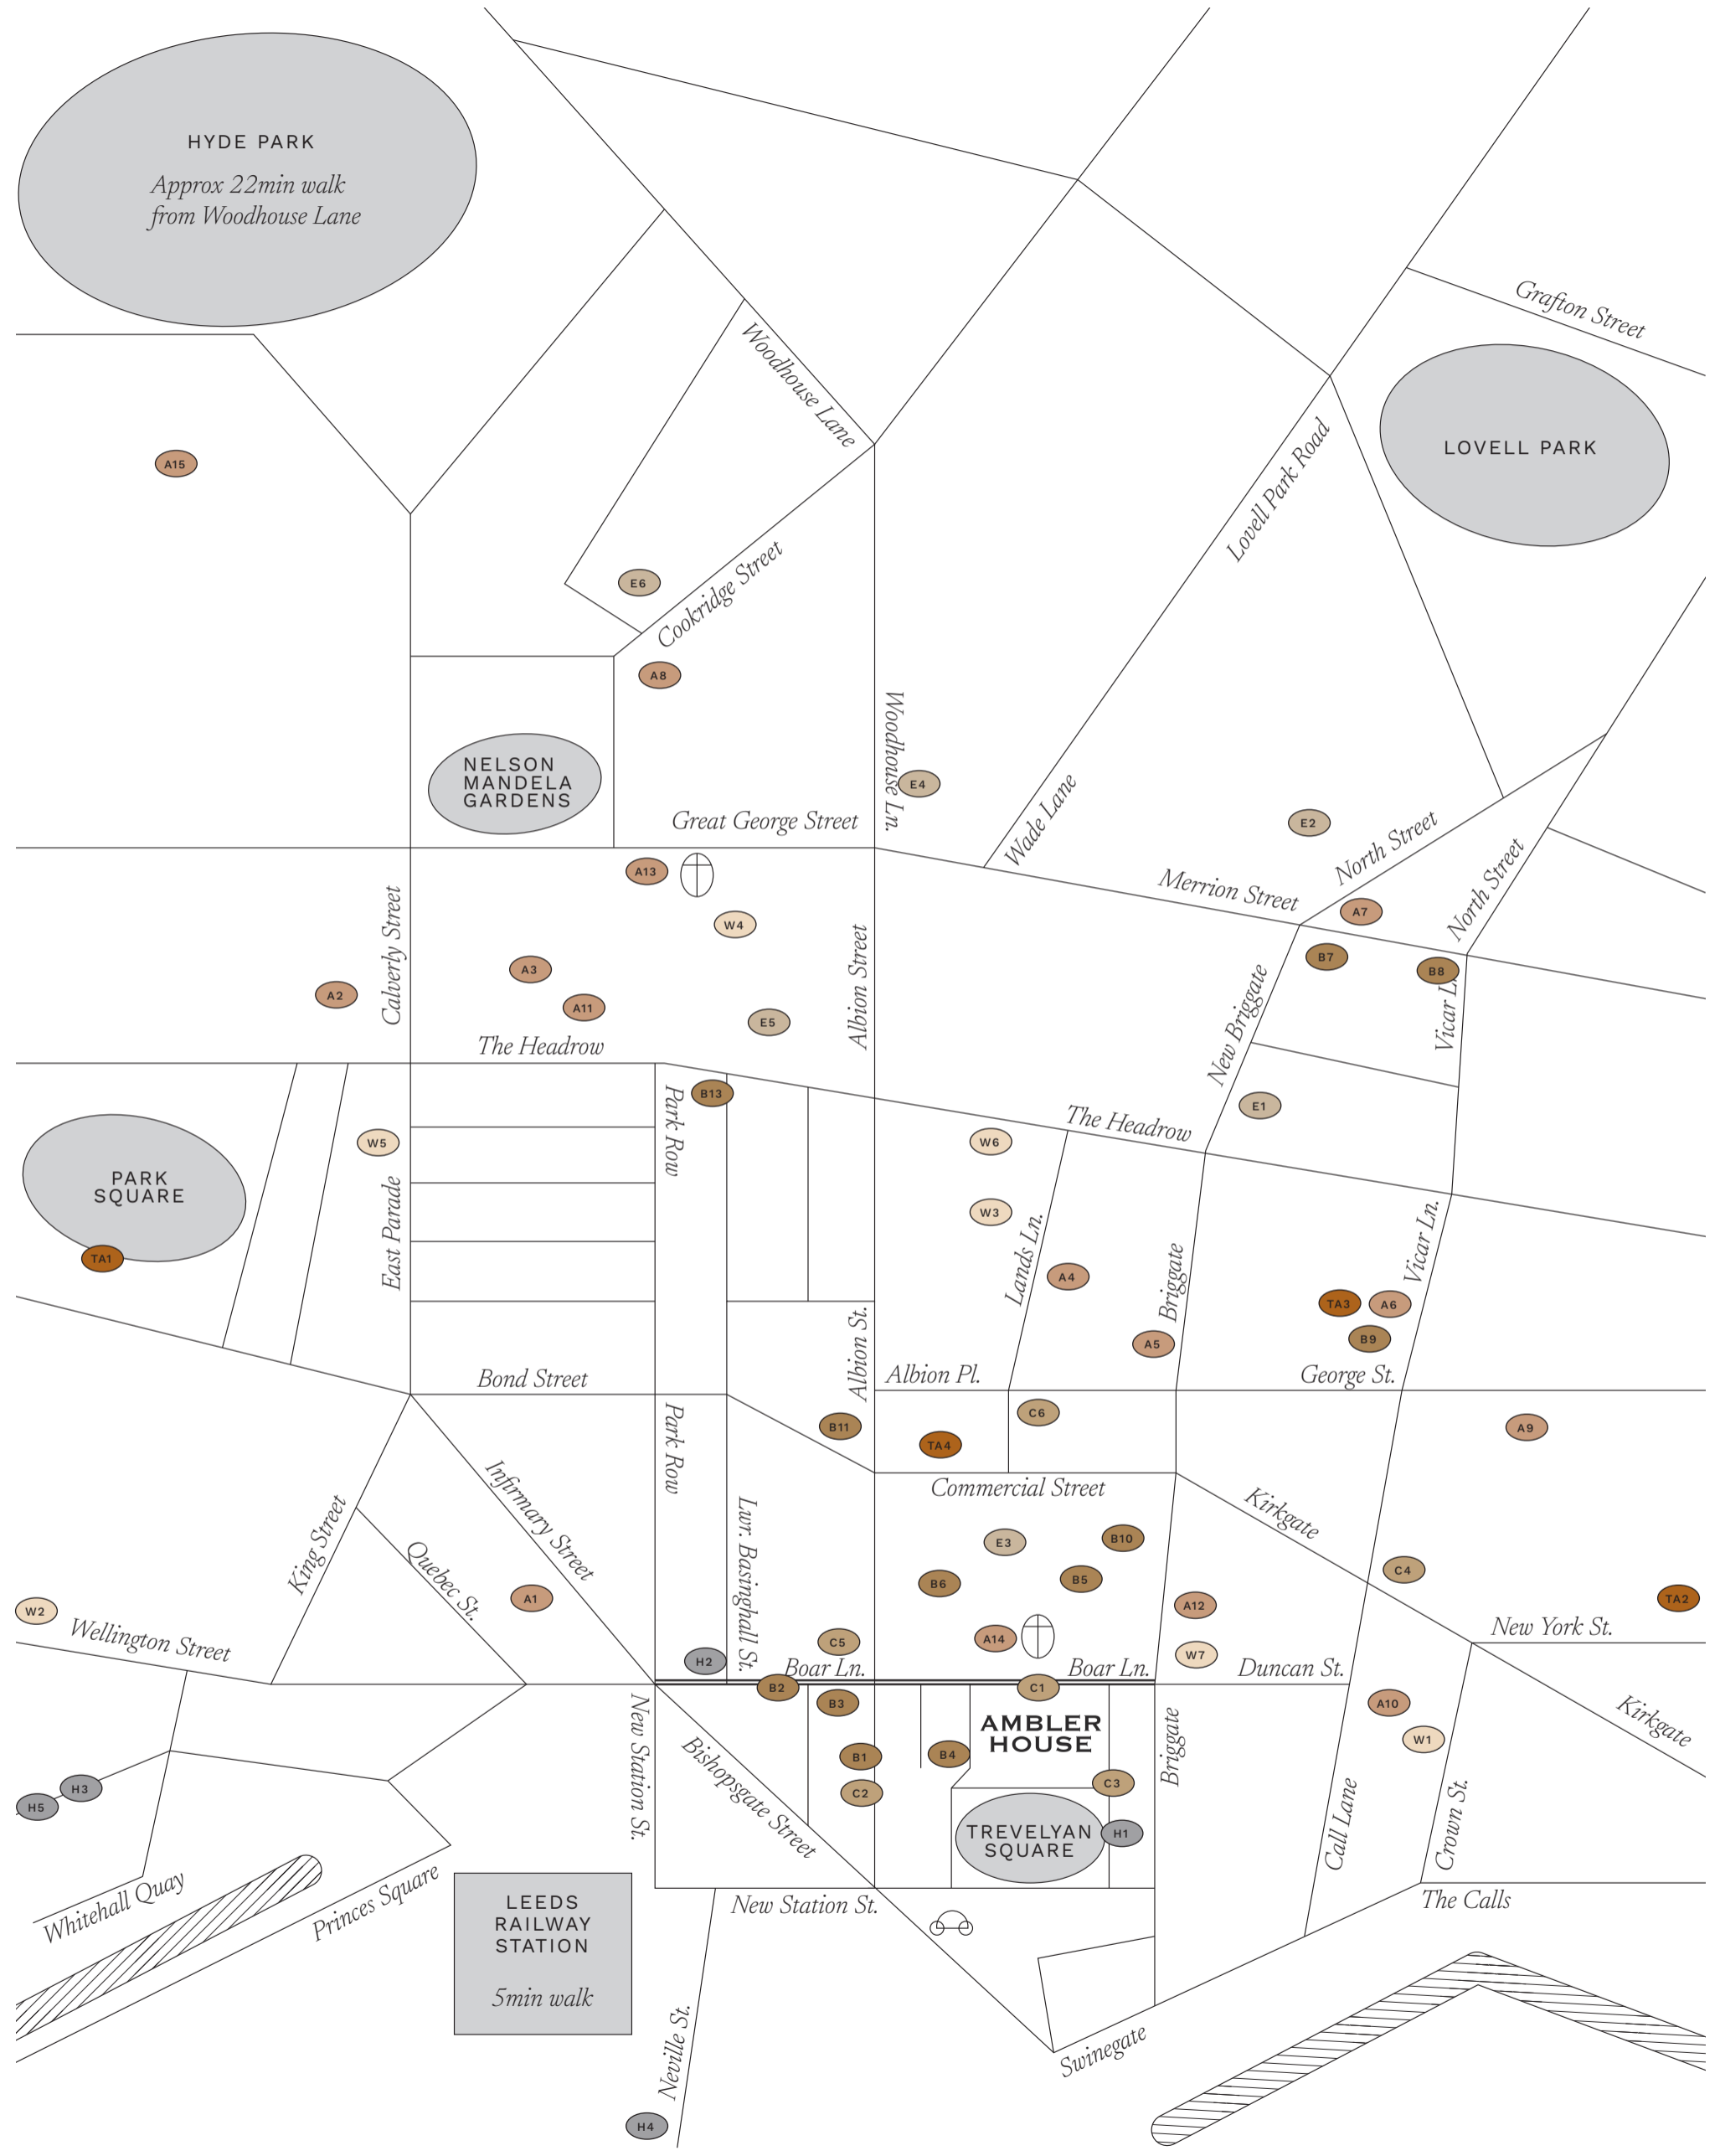 HYDE PARK
Approx 22min walk
from Woodhouse Lane
Grafton Street
Woodhouse Lane
LOVELL PARK
A15
Lovell Park Road
E6
Cookridge Street
A8
Woodhouse Ln.
NELSON
MANDELA
GARDENS
E4
Great George Street
Wade Lane
E2
North Street
North Street
A13
Merrion Street
A7
W4
Calverly Street
Albion Street
B7
B8
A3
A2
A11
E5
New Briggate
Vicar L
The Headrow
B13
Park Row
E1
The Headrow
W5
W6
PARK
SQUARE
East Parade
W3
Lands Ln.
Vicar Ln.
TA1
A4
Briggate
TA3
A6
B9
A5
Albion St.
Bond Street
Albion Pl.
George St.
C6
B11
TA4
A9
Park Row
Infirmary Street
Commercial Street
Kirkgate
King Street
Quebec St.
Lwr. Basinghall St.
E3
B10
B6
B5
C4
A1
W2
A12
TA2
Wellington Street
New York St.
C5
A14
W7
H2
Boar Ln.
Boar Ln.
Duncan St.
B2
B3
C1
A10
Kirkgate
New Station St.
AMBLER
HOUSE
Briggate
W1
Bishopsgate Street
B1
B4
C2
C3
H3
H5
TREVELYAN
SQUARE
H1
Call Lane
Crown St.
Whitehall Quay
Princes Square
LEEDS
RAILWAY
STATION
5min walk
New Station St.
The Calls
Neville St.
Swinegate
H4